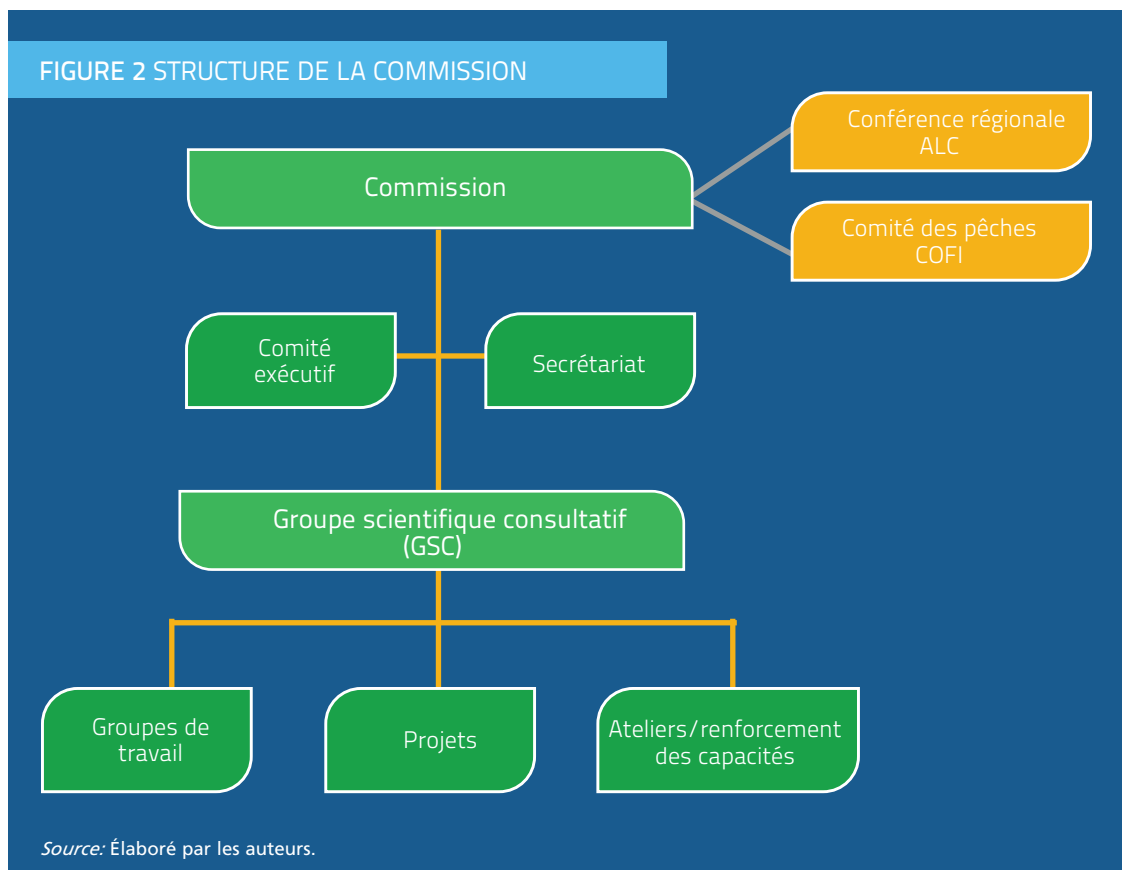 FIGURE 2 STRUCTURE DE LA COMMISSION
Conférence régionale
ALC
Commission
Comité des pêches
COFI
Comité
exécutif
Secrétariat
Groupe scientifique consultatif
(GSC)
Groupes de
travail
Projets
Ateliers/renforcement
des capacités
Source: Élaboré par les auteurs.